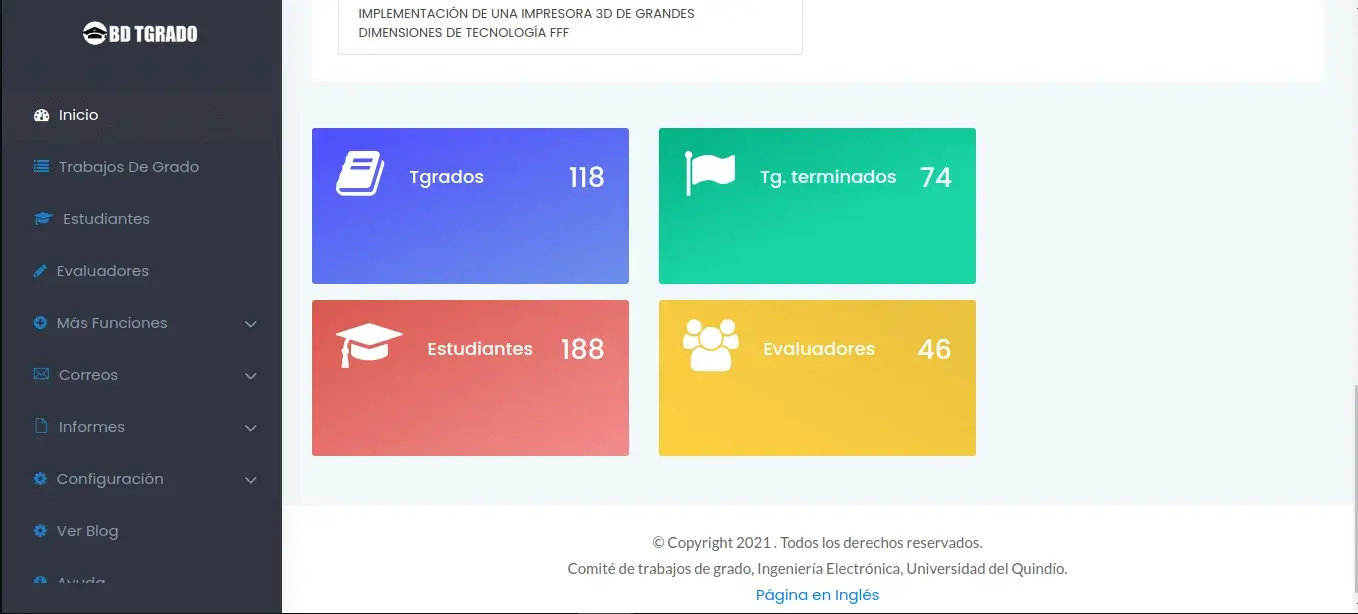 BD TGRADO
Inicio
Trabajos De Grado
Estudiantes
Evaluadores
Más Funciones
Correos
Informes
Configuración
Ver Blog
Ayuda
IMPLEMENTACIÓN DE UNA IMPRESORA 3D DE GRANDES
DIMENSIONES DE TECNOLOGÍA FFF
Tgrados 118
Tg. terminados 74
Estudiantes 188
Evaluadores 46
© Copyright 2021 . Todos los derechos reservados.
Comité de trabajos de grado, Ingeniería Electrónica, Universidad del Quindío.
Página en Inglés